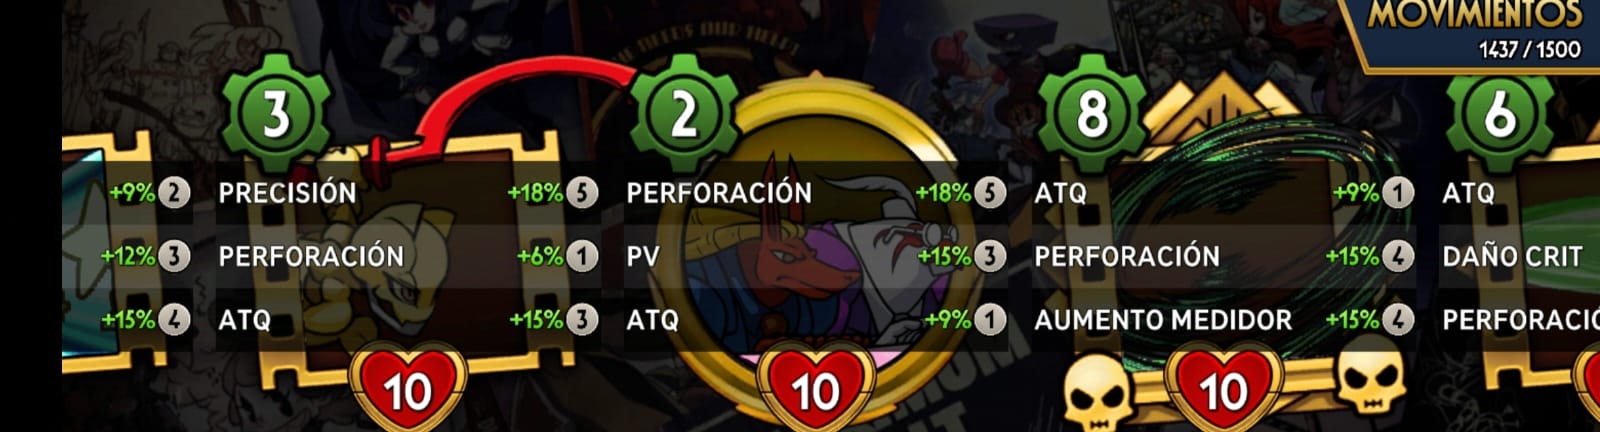 MOVIMIENTOS
1437 / 1500
3 2 8 6
+9% 2 PRECISIÓN +18% 5 PERFORACIÓN +18% 5 ATQ +9% 1 ATQ
+12% 3 PERFORACIÓN +6% 1 PV +15% 3 PERFORACIÓN +15% 4 DAÑO CRIT
+15% 4 ATQ +15% 3 ATQ +9% 1 AUMENTO MEDIDOR +15% 4 PERFORACIÓ
10 10 10